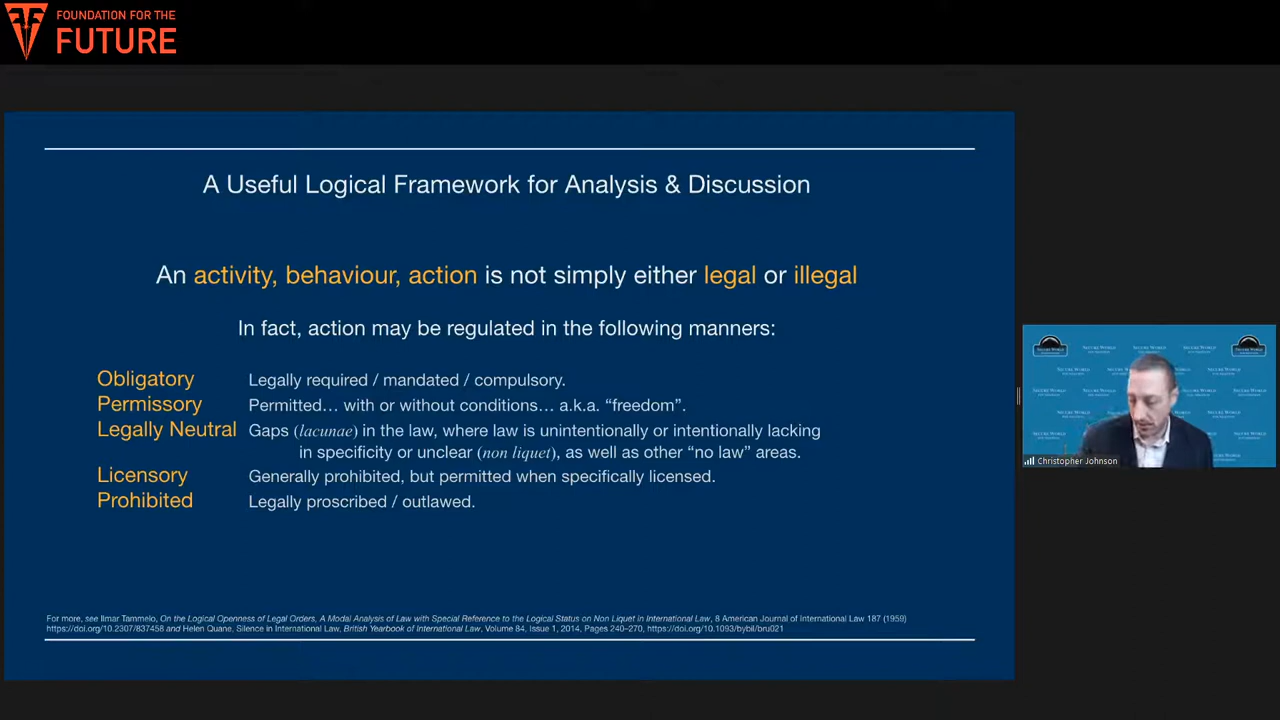 FOUNDATION FOR THE
FUTURE
A Useful Logical Framework for Analysis & Discussion
An activity, behaviour, action is not simply either legal or illegal
In fact, action may be regulated in the following manners:
Obligatory Legally required / mandated / compulsory.
Permissory Permitted… with or without conditions… a.k.a. “freedom”.
Legally Neutral Gaps (lacunae) in the law, where law is unintentionally or intentionally lacking
in specificity or unclear (non liquet), as well as other “no law” areas.
Licensory Generally prohibited, but permitted when specifically licensed.
Prohibited Legally proscribed / outlawed.
For more, see Ilmar Tammelo, On the Logical Openness of Legal Orders, A Modal Analysis of Law with Special Reference to the Logical Status on Non Liquet in International Law, 8 American Journal of International Law 187 (1959)
https://doi.org/10.2307/837458 and Helen Quane, Silence in International Law, British Yearbook of International Law, Volume 84, Issue 1, 2014, Pages 240–270, https://doi.org/10.1093/bybil/bru021
SECURE WORLD
SECURE WORLD
Christopher Johnson